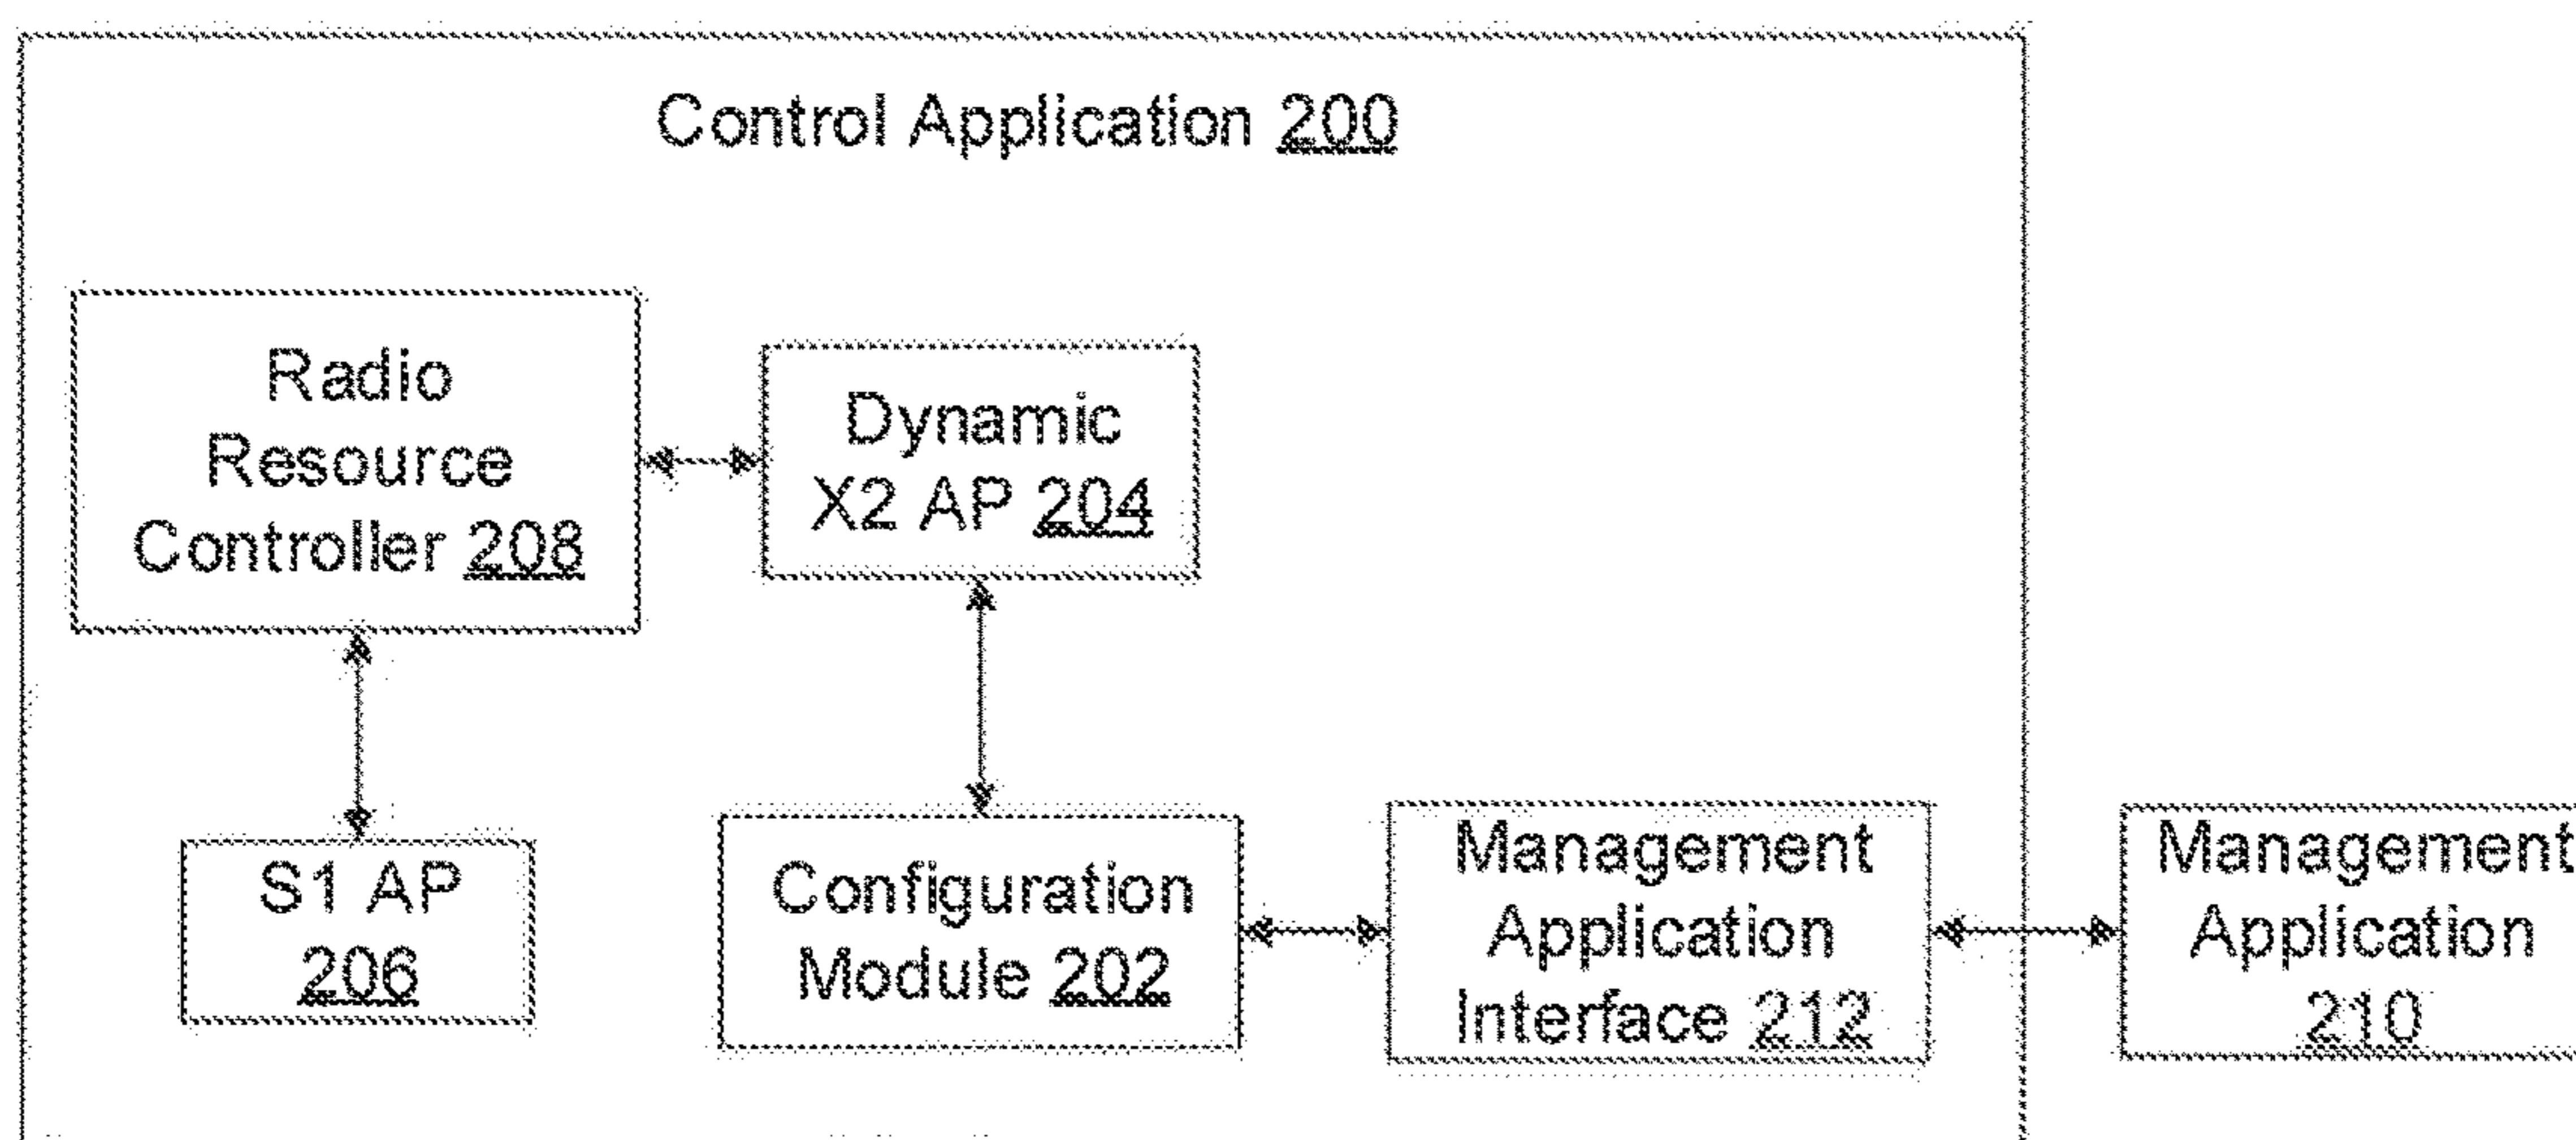 Control Application 200
Radio
Resource
Controller 208
Dynamic
X2 AP 204
S1 AP
206
Configuration
Module 202
Management
Application
Interface 212
Management
Application
210